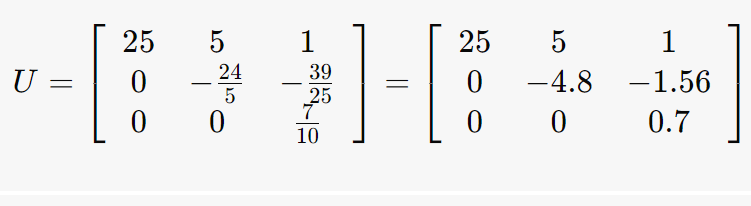 U = [ 25 5 1 ; 0 −24/5 −39/25 ; 0 0 7/10 ] = [ 25 5 1 ; 0 −4.8 −1.56 ; 0 0 0.7 ]